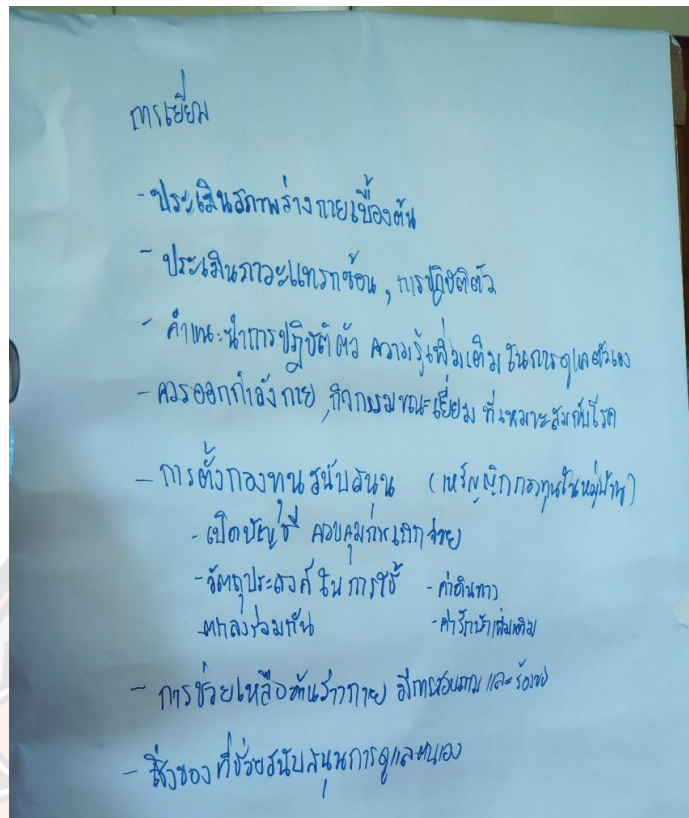 การเยี่ยม
- ประเมินสภาพร่างกายเบื้องต้น
- ประเมินภาวะแทรกซ้อน, การปฏิบัติตัว
- คำแนะนำการปฏิบัติตัว ความรู้เพิ่มเติม ในการดูแลตัวเอง
- ควรออกกำลังกาย, กิจกรรมขณะเยี่ยม ที่เหมาะสมกับโรค
- การตั้งกองทุนสนับสนุน (เหรัญญิกกองทุนในหมู่บ้าน)
- เปิดบัญชี ควบคุมการเบิกจ่าย
- วัตถุประสงค์ในการใช้ - ค่าเดินทาง
ตกลงร่วมกัน - ค่ารักษาเพิ่มเติม
- การช่วยเหลือด้านร่างกาย มีการสอบถาม และร้องขอ
- สิ่งของ ที่ช่วยสนับสนุนการดูแลตนเอง